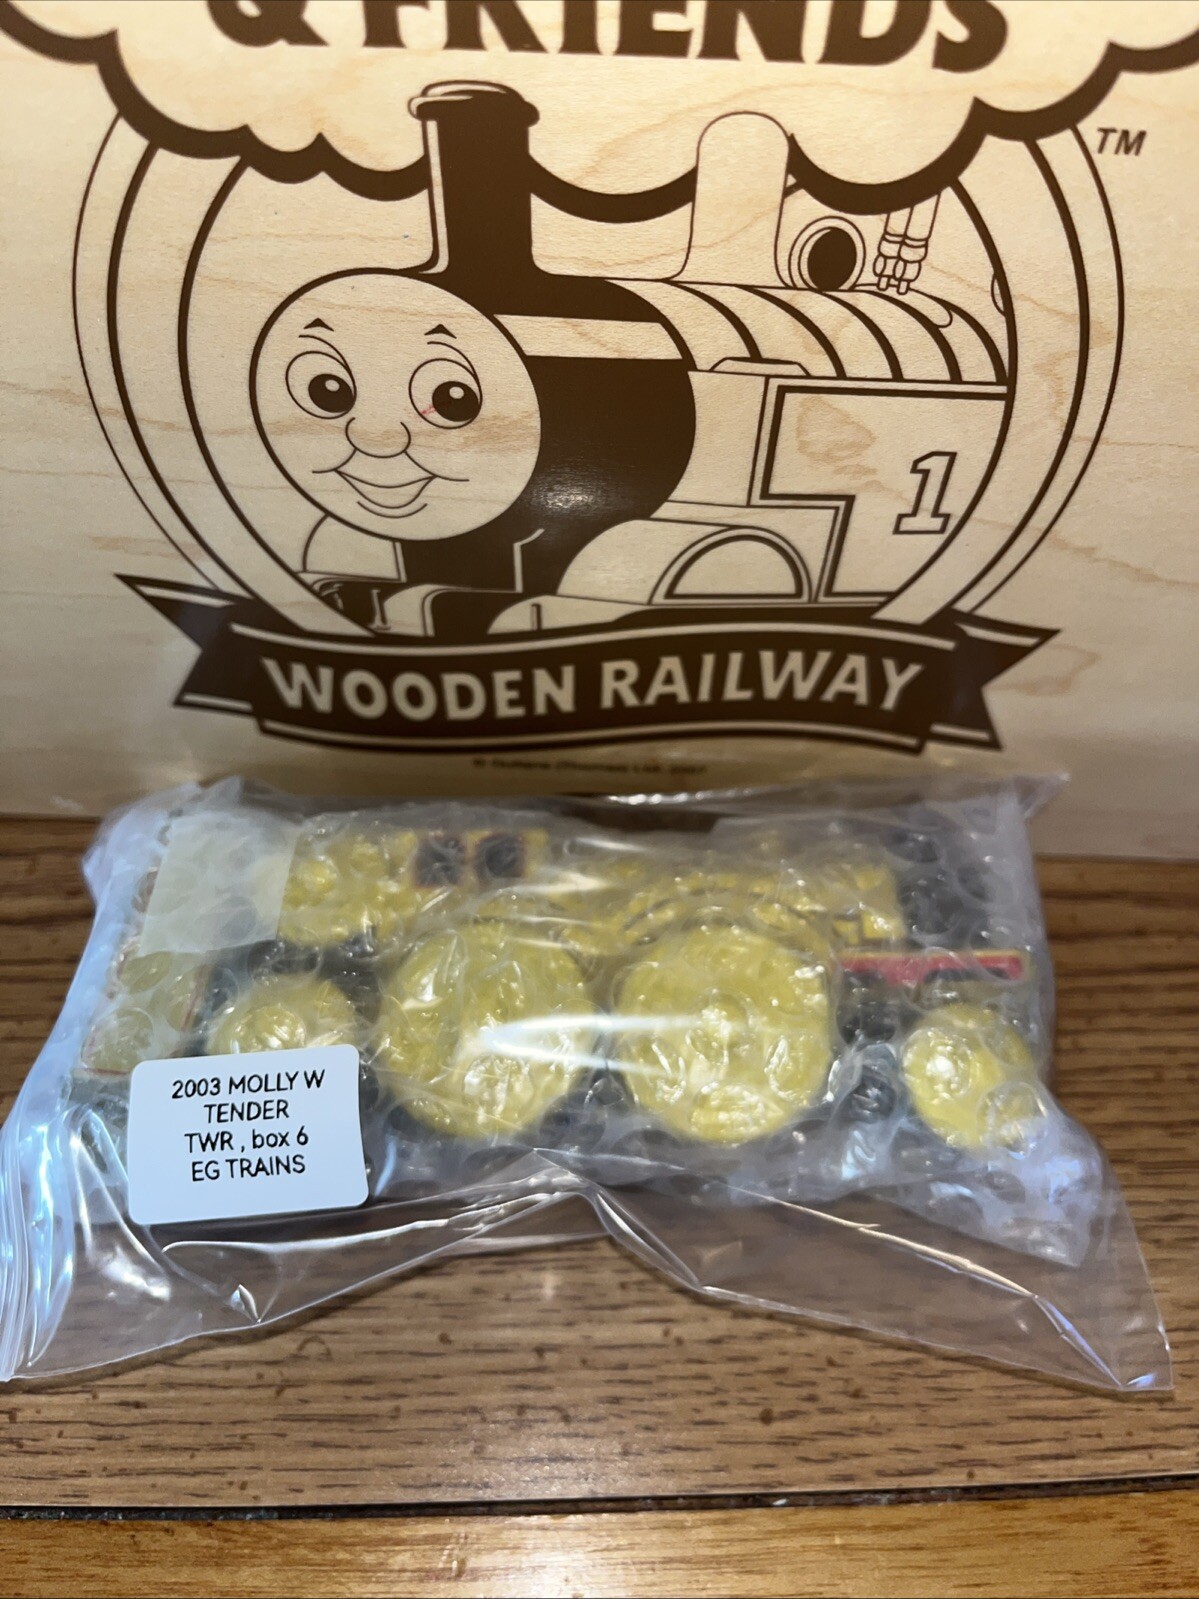 & FRIENDS
TM
1
WOODEN RAILWAY
2003 MOLLY W
TENDER
TWR , box 6
EG TRAINS